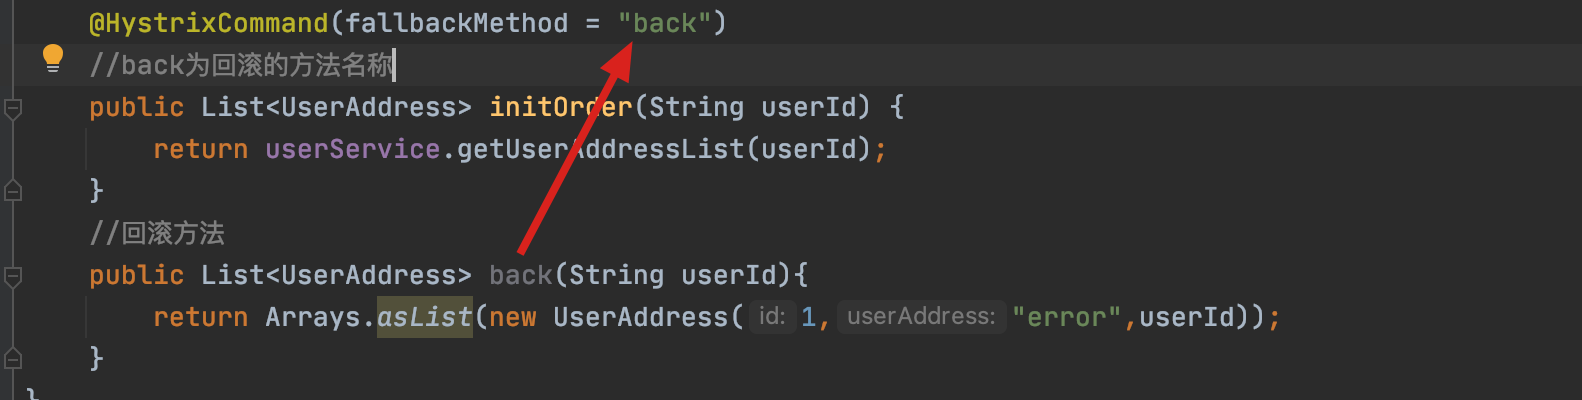 @HystrixCommand(fallbackMethod = "back")
//back为回滚的方法名称
public List<UserAddress> initOrder(String userId) {
return userService.getUserAddressList(userId);
}
//回滚方法
public List<UserAddress> back(String userId){
return Arrays.asList(new UserAddress( id: 1, userAddress: "error",userId));
}
}